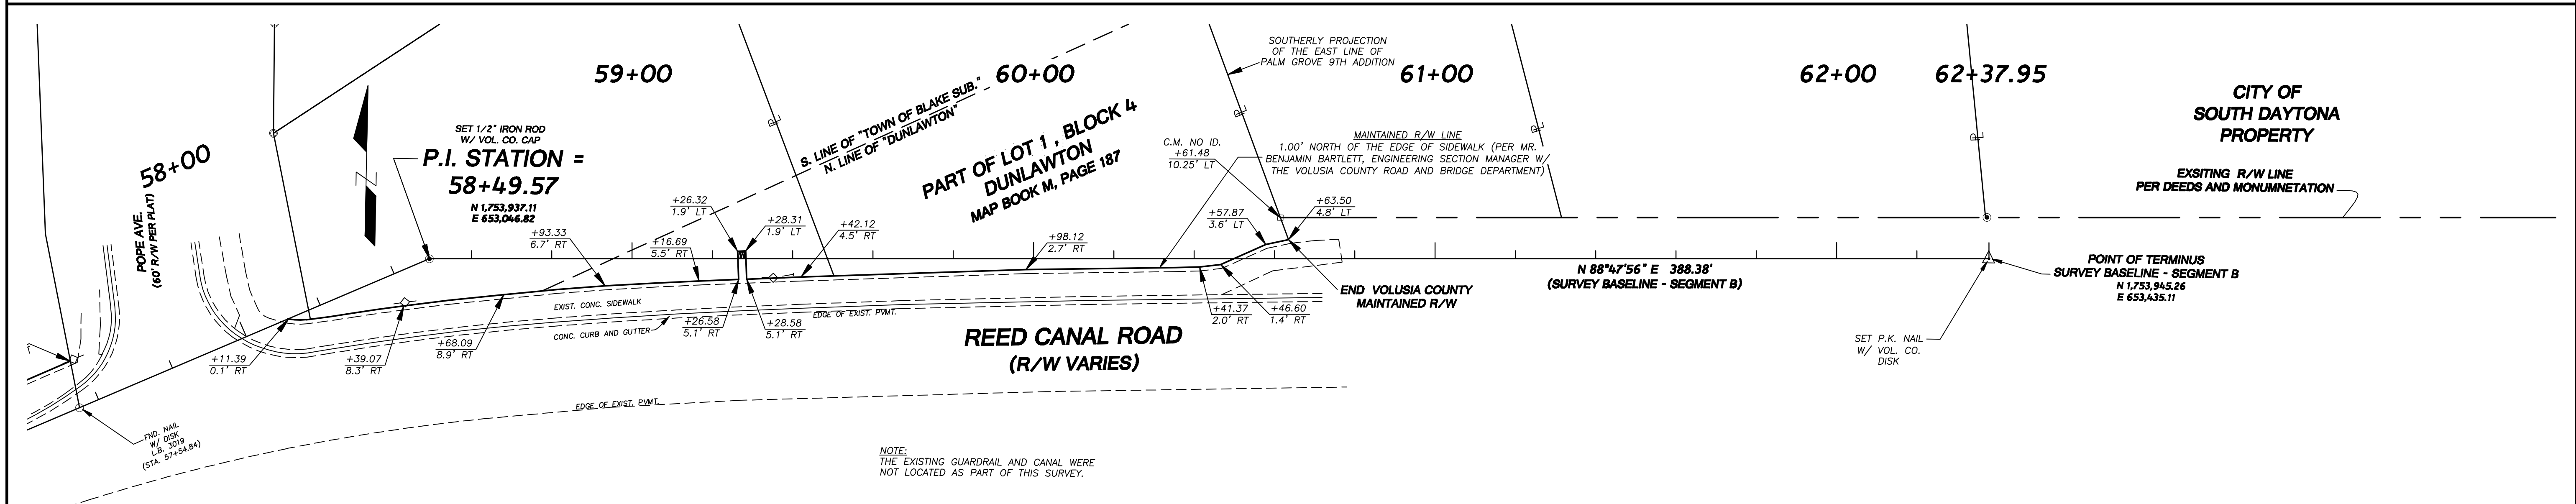 58+00
59+00
60+00
61+00
62+00
62+37.95
POPE AVE.
(60' R/W PER PLAT)
SET 1/2" IRON ROD
W/ VOL. CO. CAP
P.I. STATION =
58+49.57
N 1,753,937.11
E 653,046.82
S. LINE OF "TOWN OF BLAKE SUB."
N. LINE OF "DUNLAWTON"
PART OF LOT 1 , BLOCK 4
DUNLAWTON
MAP BOOK M, PAGE 187
SOUTHERLY PROJECTION
OF THE EAST LINE OF
PALM GROVE 9TH ADDITION
C.M. NO ID.
+61.48
10.25' LT
MAINTAINED R/W LINE
1.00' NORTH OF THE EDGE OF SIDEWALK (PER MR.
BENJAMIN BARTLETT, ENGINEERING SECTION MANAGER W/
THE VOLUSIA COUNTY ROAD AND BRIDGE DEPARTMENT)
CITY OF
SOUTH DAYTONA
PROPERTY
EXSITING R/W LINE
PER DEEDS AND MONUMNETATION
+11.39
0.1' RT
+39.07
8.3' RT
+68.09
8.9' RT
+93.33
6.7' RT
+16.69
5.5' RT
+26.32
1.9' LT
+28.31
1.9' LT
+42.12
4.5' RT
+26.58
5.1' RT
+28.58
5.1' RT
+98.12
2.7' RT
+57.87
3.6' LT
+63.50
4.8' LT
+41.37
2.0' RT
+46.60
1.4' RT
EXIST. CONC. SIDEWALK
CONC. CURB AND GUTTER
EDGE OF EXIST. PVMT.
END VOLUSIA COUNTY
MAINTAINED R/W
N 88°47'56" E 388.38'
(SURVEY BASELINE - SEGMENT B)
POINT OF TERMINUS
SURVEY BASELINE - SEGMENT B
N 1,753,945.26
E 653,435.11
SET P.K. NAIL
W/ VOL. CO.
DISK
REED CANAL ROAD
(R/W VARIES)
EDGE OF EXIST. PVMT.
FND. NAIL
W/ DISK
L.B. 3019
(STA. 57+54.84)
NOTE:
THE EXISTING GUARDRAIL AND CANAL WERE
NOT LOCATED AS PART OF THIS SURVEY.